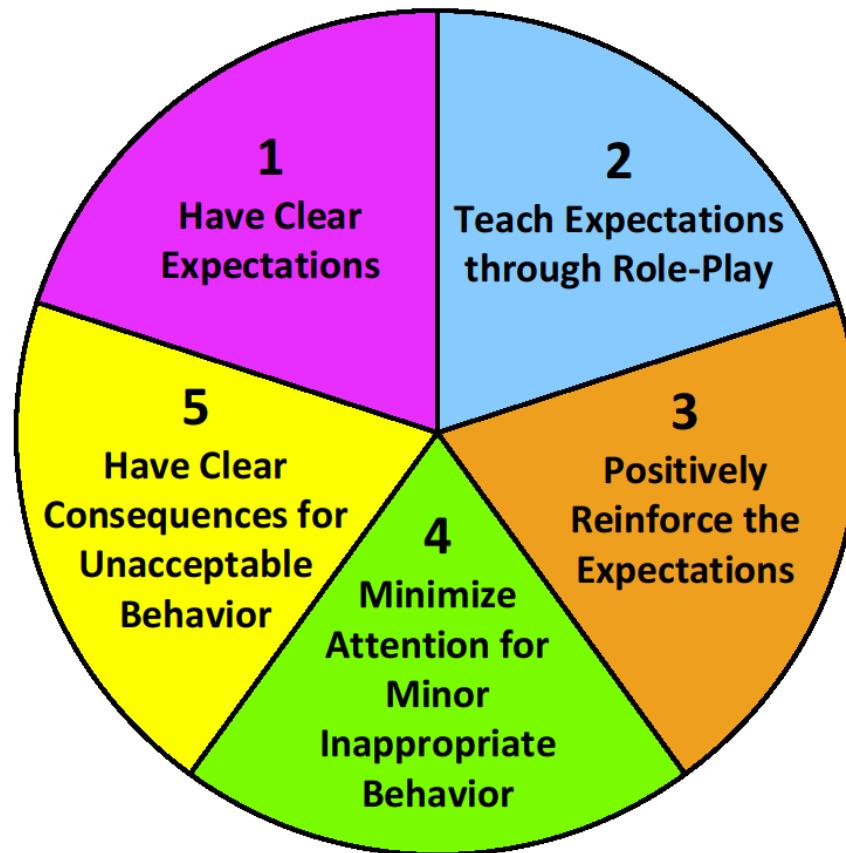 1
Have Clear
Expectations
2
Teach Expectations
through Role-Play
3
Positively
Reinforce the
Expectations
4
Minimize
Attention for
Minor
Inappropriate
Behavior
5
Have Clear
Consequences for
Unacceptable
Behavior